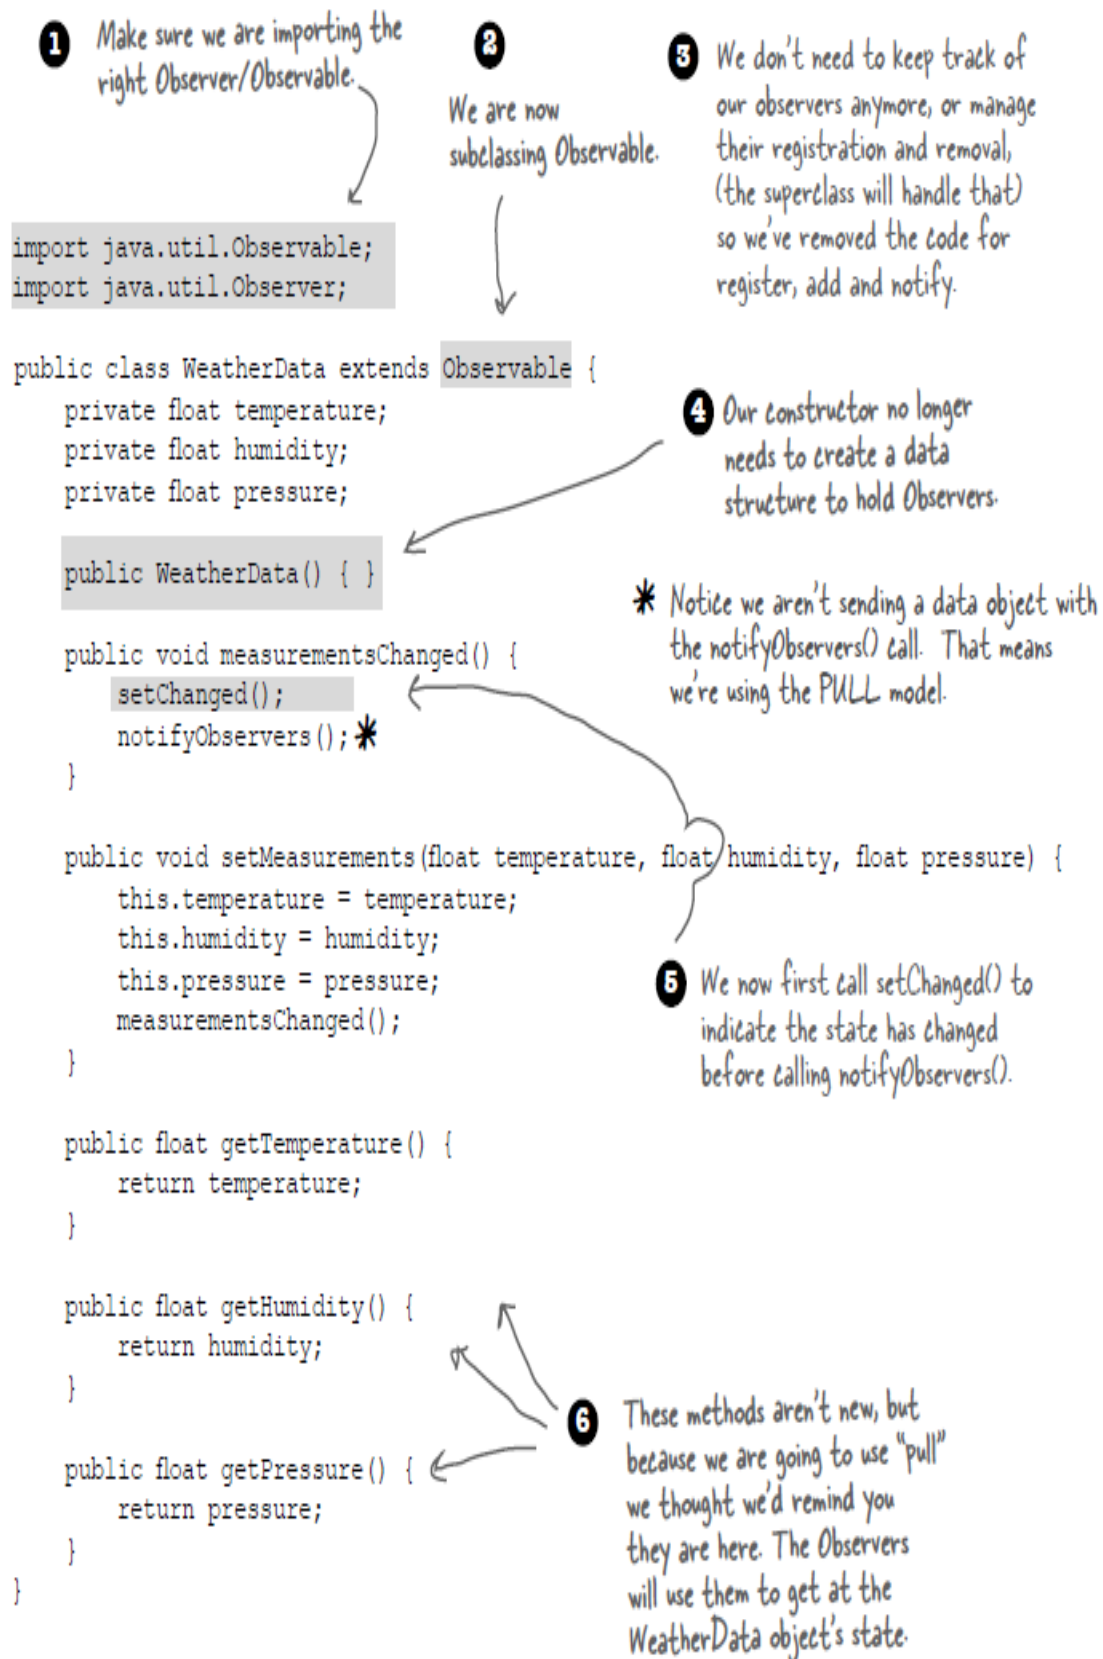 1 Make sure we are importing the
right Observer/Observable.
2
We are now
subclassing Observable.
3 We don't need to keep track of
our observers anymore, or manage
their registration and removal,
(the superclass will handle that)
so we've removed the code for
register, add and notify.
import java.util.Observable;
import java.util.Observer;
public class WeatherData extends Observable {
private float temperature;
private float humidity;
private float pressure;
4 Our constructor no longer
needs to create a data
structure to hold Observers.
public WeatherData() { }
* Notice we aren't sending a data object with
the notifyObservers() call. That means
we're using the PULL model.
public void measurementsChanged() {
setChanged();
notifyObservers(); *
}
public void setMeasurements(float temperature, float humidity, float pressure) {
this.temperature = temperature;
this.humidity = humidity;
this.pressure = pressure;
measurementsChanged();
}
5 We now first call setChanged() to
indicate the state has changed
before calling notifyObservers().
public float getTemperature() {
return temperature;
}
public float getHumidity() {
return humidity;
}
public float getPressure() {
return pressure;
}
}
6 These methods aren't new, but
because we are going to use "pull"
we thought we'd remind you
they are here. The Observers
will use them to get at the
WeatherData object's state.